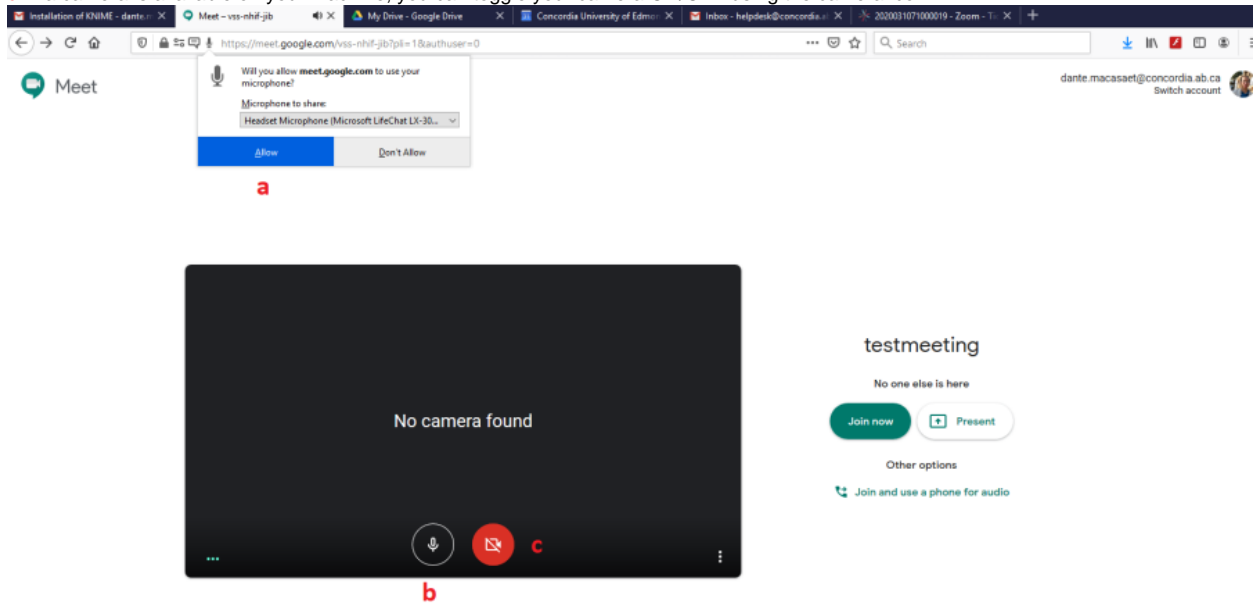 Installation of KNIME - dante.m
Meet – vss-nhif-jib
My Drive - Google Drive
Concordia University of Edmon
Inbox - helpdesk@concordia.a
2020031071000019 - Zoom - Ti
https://meet.google.com/vss-nhif-jib?pli=1&authuser=0
Search
Meet
Will you allow meet.google.com to use your
microphone?
Microphone to share:
Headset Microphone (Microsoft LifeChat LX-30...
Allow
Don't Allow
a
dante.macasaet@concordia.ab.ca
Switch account
No camera found
testmeeting
No one else is here
Join now
Present
Other options
Join and use a phone for audio
c
b